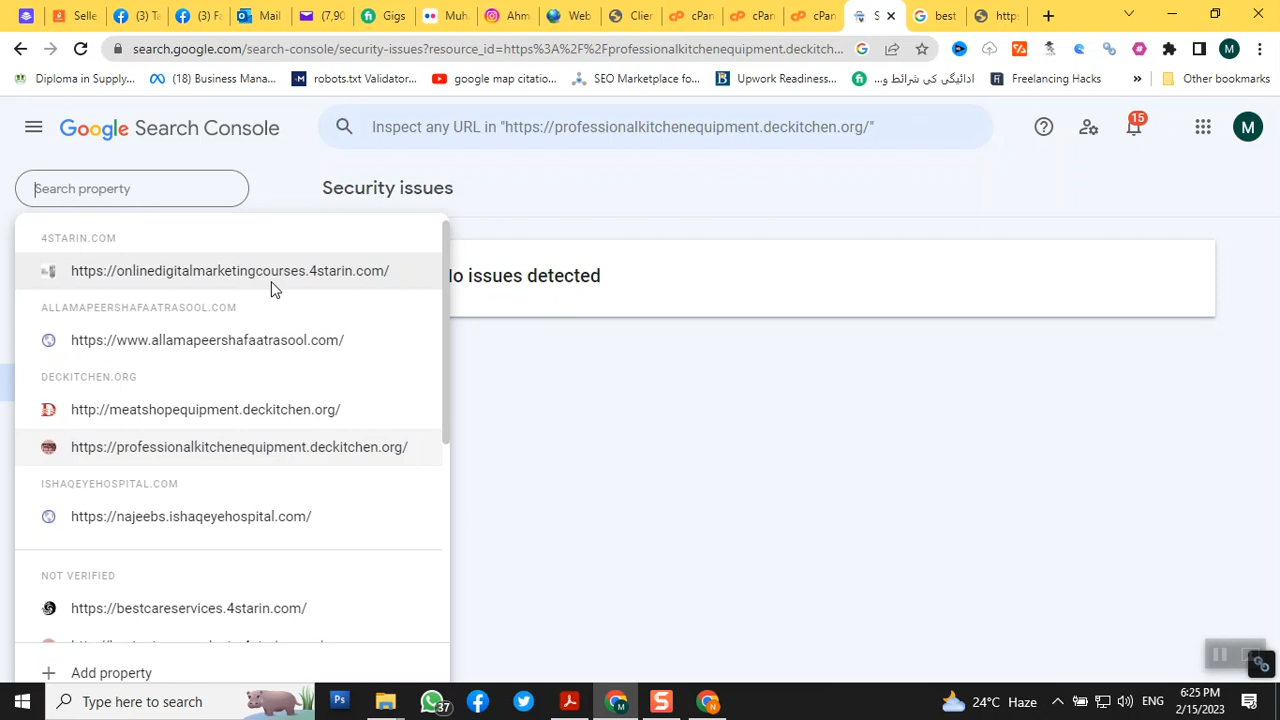 Selle
(3) Ta
(3) Fa
Mail
(7,90
Gigs
Muha
Ahm
Web
Clien
cPan
cPan
cPan
S
best
https
search.google.com/search-console/security-issues?resource_id=https%3A%2F%2Fprofessionalkitchenequipment.deckitch...
M
Diploma in Supply...
(18) Business Mana...
robots.txt Validator...
google map citatio...
SEO Marketplace fo...
Upwork Readiness...
ادائیگی کی شرائط و...
Freelancing Hacks
»
Other bookmarks
Google Search Console
Inspect any URL in "https://professionalkitchenequipment.deckitchen.org/"
15
M
Search property
Security issues
4STARIN.COM
https://onlinedigitalmarketingcourses.4starin.com/
lo issues detected
ALLAMAPEERSHAFAATRASOOL.COM
https://www.allamapeershafaatrasool.com/
DECKITCHEN.ORG
http://meatshopequipment.deckitchen.org/
https://professionalkitchenequipment.deckitchen.org/
ISHAQEYEHOSPITAL.COM
https://najeebs.ishaqeyehospital.com/
NOT VERIFIED
https://bestcareservices.4starin.com/
Add property
Type here to search
Ps
37
24°C Haze
ENG
6:25 PM
2/15/2023